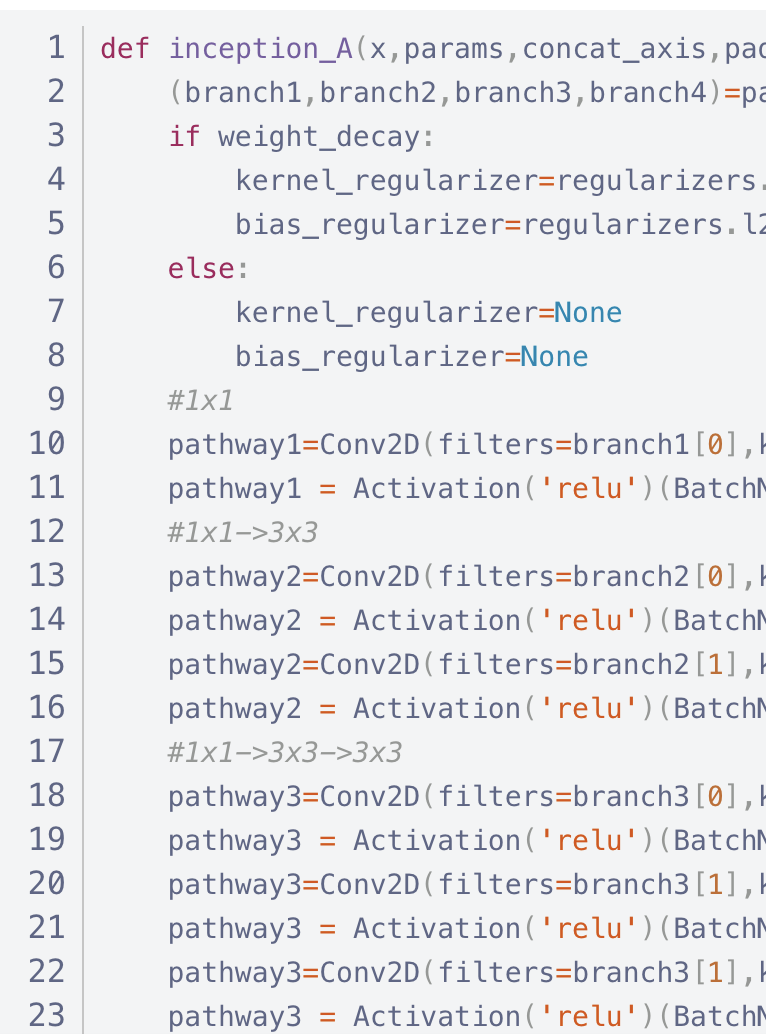 1 def inception_A(x,params,concat_axis,pad
2 (branch1,branch2,branch3,branch4)=pa
3 if weight_decay:
4 kernel_regularizer=regularizers.
5 bias_regularizer=regularizers.l2
6 else:
7 kernel_regularizer=None
8 bias_regularizer=None
9 #1x1
10 pathway1=Conv2D(filters=branch1[0],k
11 pathway1 = Activation('relu')(BatchN
12 #1x1->3x3
13 pathway2=Conv2D(filters=branch2[0],k
14 pathway2 = Activation('relu')(BatchN
15 pathway2=Conv2D(filters=branch2[1],k
16 pathway2 = Activation('relu')(BatchN
17 #1x1->3x3->3x3
18 pathway3=Conv2D(filters=branch3[0],k
19 pathway3 = Activation('relu')(BatchN
20 pathway3=Conv2D(filters=branch3[1],k
21 pathway3 = Activation('relu')(BatchN
22 pathway3=Conv2D(filters=branch3[1],k
23 pathway3 = Activation('relu')(BatchN